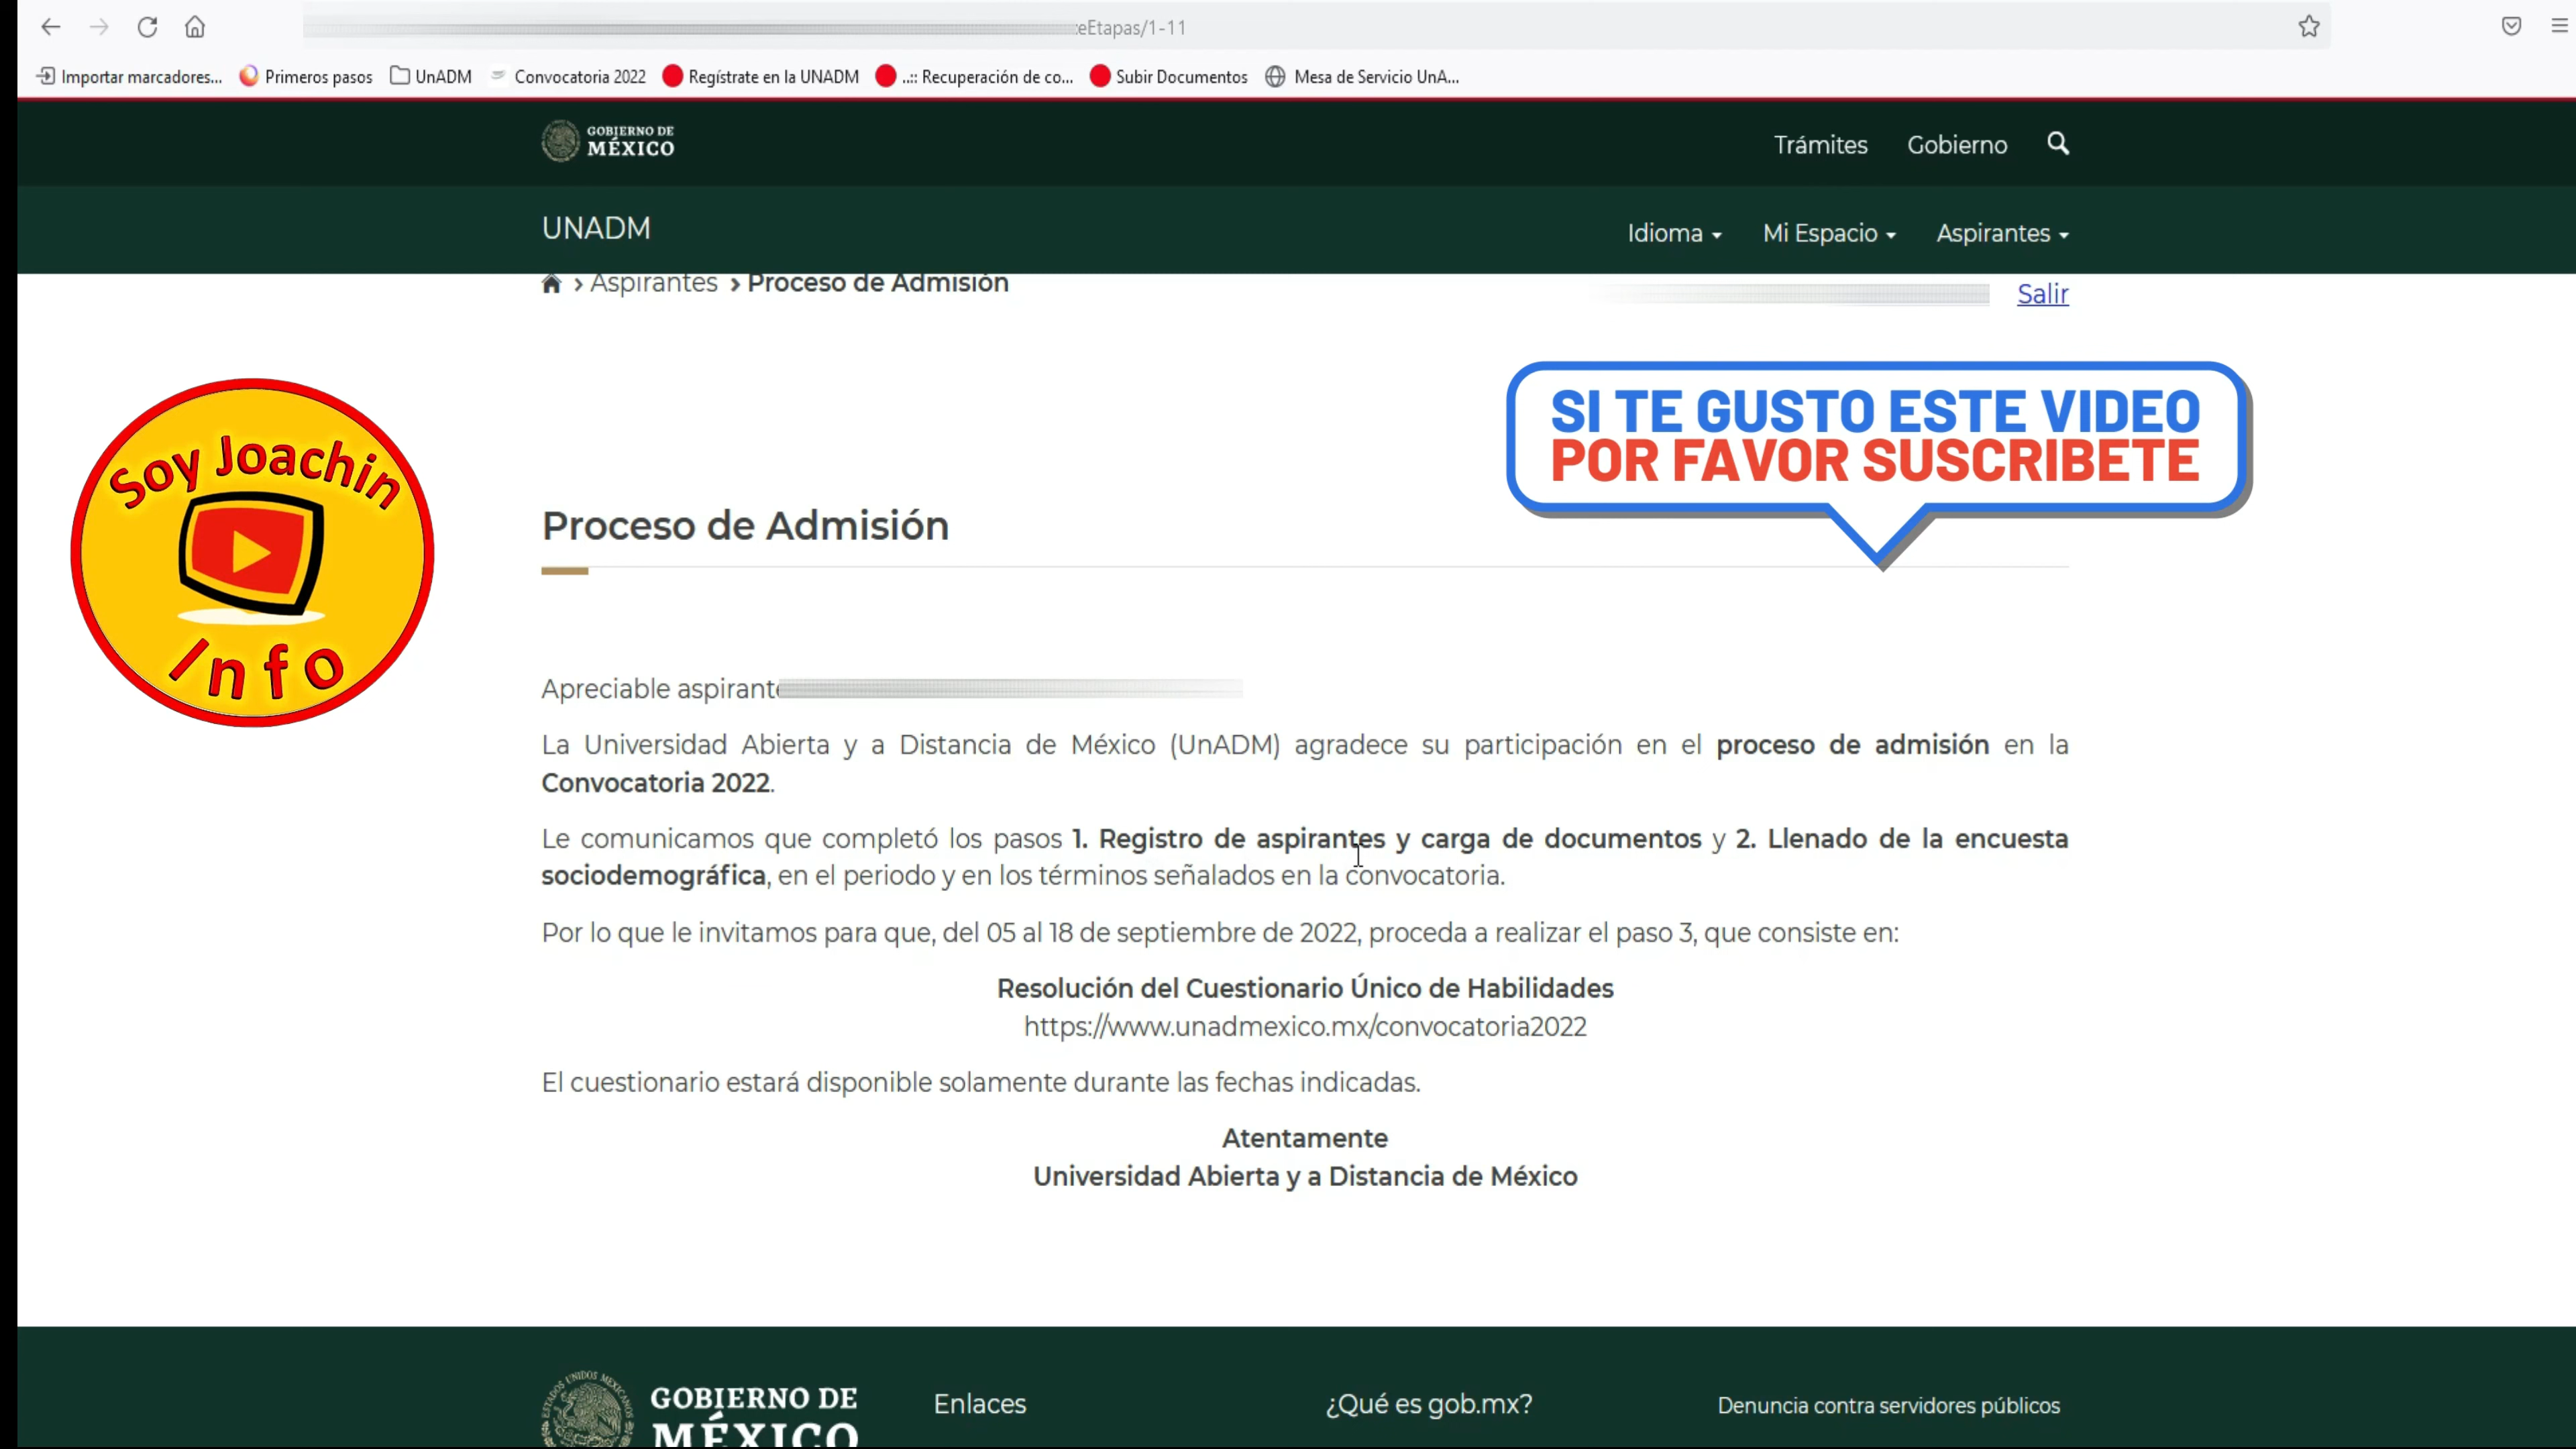 eEtapas/1-11
Importar marcadores... Primeros pasos UnADM Convocatoria 2022 Regístrate en la UNADM ..:: Recuperación de co... Subir Documentos Mesa de Servicio UnA...
GOBIERNO DE
MÉXICO
Trámites Gobierno
UNADM
Idioma Mi Espacio Aspirantes
> Aspirantes > Proceso de Admisión
Salir
SI TE GUSTO ESTE VIDEO
POR FAVOR SUSCRIBETE
Soy Joachin
Info
Proceso de Admisión
Apreciable aspirante
La Universidad Abierta y a Distancia de México (UnADM) agradece su participación en el proceso de admisión en la
Convocatoria 2022.
Le comunicamos que completó los pasos 1. Registro de aspirantes y carga de documentos y 2. Llenado de la encuesta
sociodemográfica, en el periodo y en los términos señalados en la convocatoria.
Por lo que le invitamos para que, del 05 al 18 de septiembre de 2022, proceda a realizar el paso 3, que consiste en:
Resolución del Cuestionario Único de Habilidades
https://www.unadmexico.mx/convocatoria2022
El cuestionario estará disponible solamente durante las fechas indicadas.
Atentamente
Universidad Abierta y a Distancia de México
ESTADOS UNIDOS MEXICANOS
GOBIERNO DE
MÉXICO
Enlaces
¿Qué es gob.mx?
Denuncia contra servidores públicos